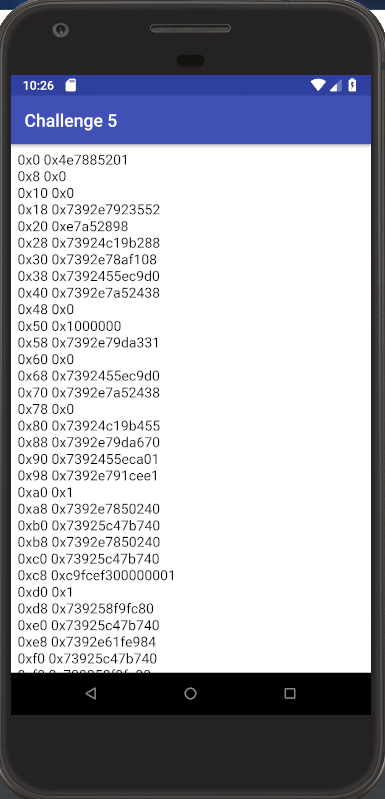 10:26
Challenge 5
0x0 0x4e7885201
0x8 0x0
0x10 0x0
0x18 0x7392e7923552
0x20 0xe7a52898
0x28 0x73924c19b288
0x30 0x7392e78af108
0x38 0x7392455ec9d0
0x40 0x7392e7a52438
0x48 0x0
0x50 0x1000000
0x58 0x7392e79da331
0x60 0x0
0x68 0x7392455ec9d0
0x70 0x7392e7a52438
0x78 0x0
0x80 0x73924c19b455
0x88 0x7392e79da670
0x90 0x7392455eca01
0x98 0x7392e791cee1
0xa0 0x1
0xa8 0x7392e7850240
0xb0 0x73925c47b740
0xb8 0x7392e7850240
0xc0 0x73925c47b740
0xc8 0xc9fcef300000001
0xd0 0x1
0xd8 0x739258f9fc80
0xe0 0x73925c47b740
0xe8 0x7392e61fe984
0xf0 0x73925c47b740